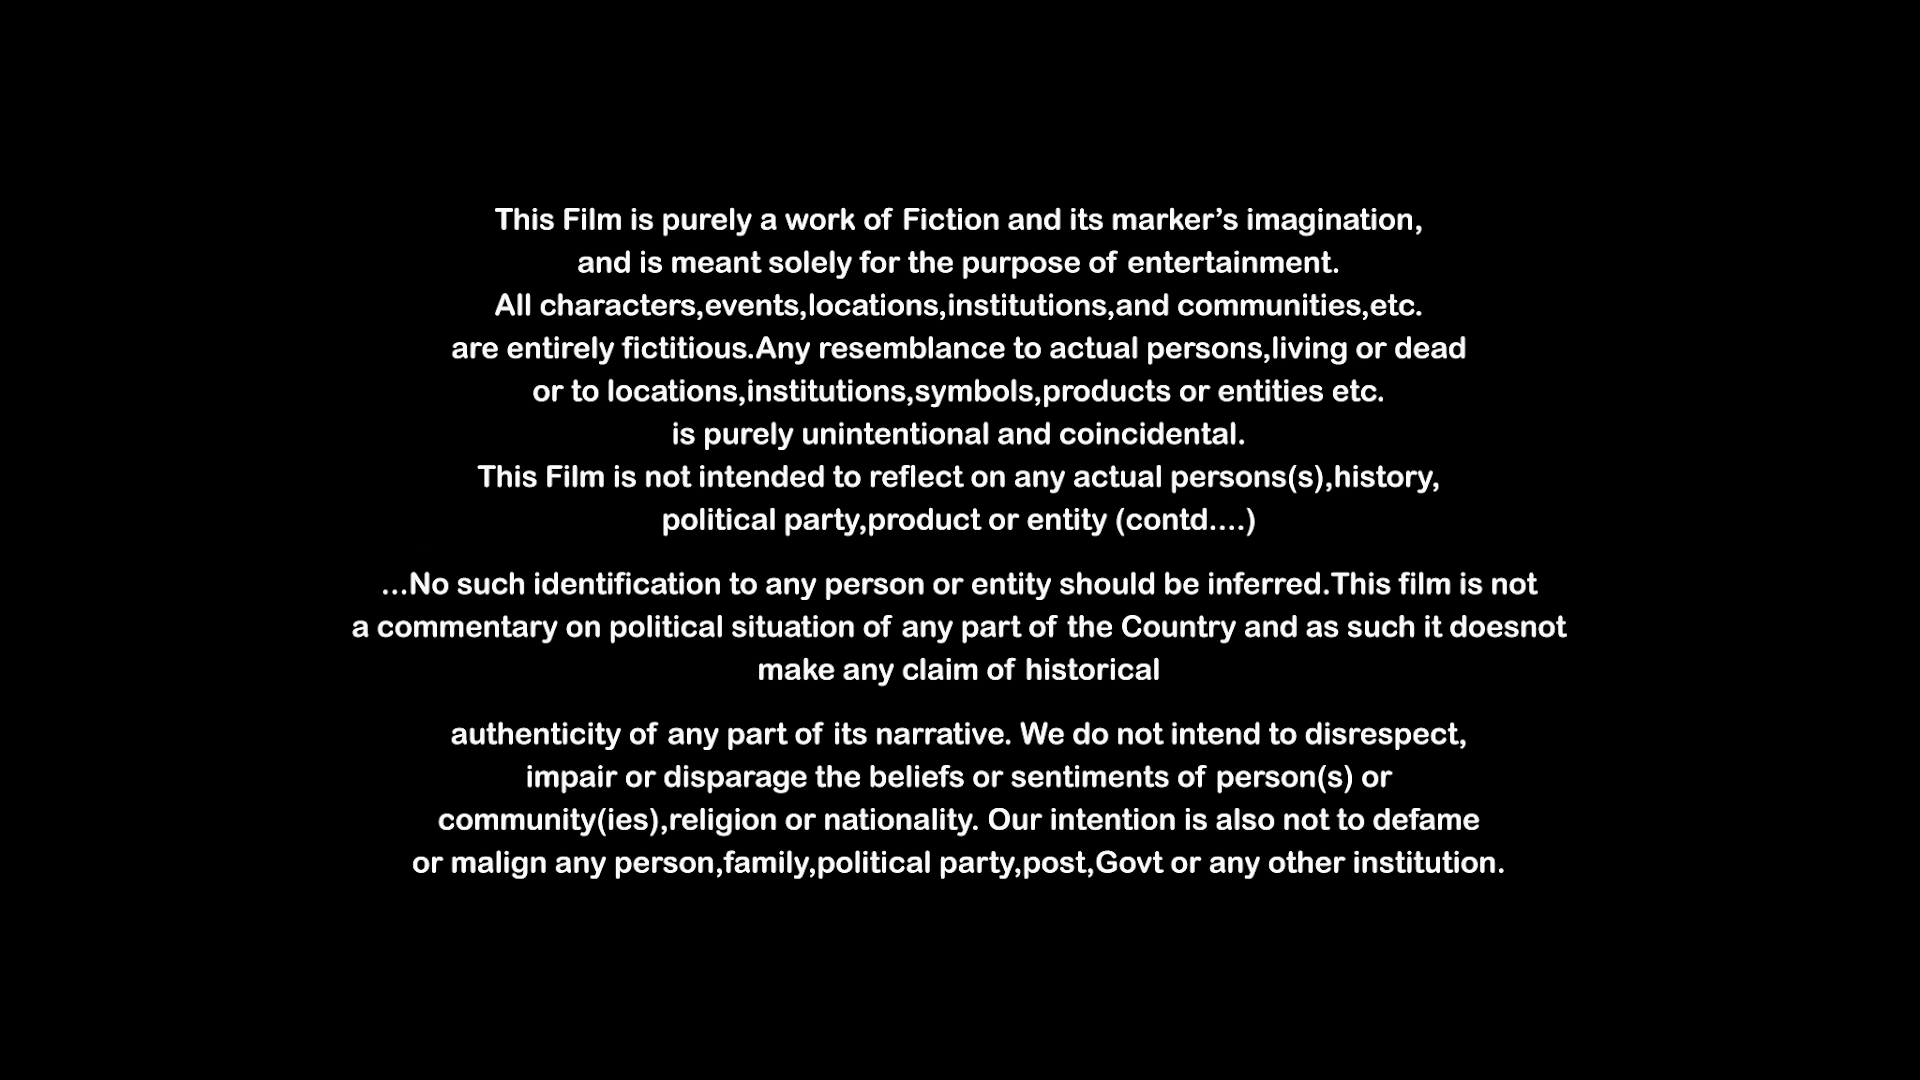 This Film is purely a work of Fiction and its marker’s imagination,
and is meant solely for the purpose of entertainment.
All characters,events,locations,institutions,and communities,etc.
are entirely fictitious.Any resemblance to actual persons,living or dead
or to locations,institutions,symbols,products or entities etc.
is purely unintentional and coincidental.
This Film is not intended to reflect on any actual persons(s),history,
political party,product or entity (contd....)
...No such identification to any person or entity should be inferred.This film is not
a commentary on political situation of any part of the Country and as such it doesnot
make any claim of historical
authenticity of any part of its narrative. We do not intend to disrespect,
impair or disparage the beliefs or sentiments of person(s) or
community(ies),religion or nationality. Our intention is also not to defame
or malign any person,family,political party,post,Govt or any other institution.